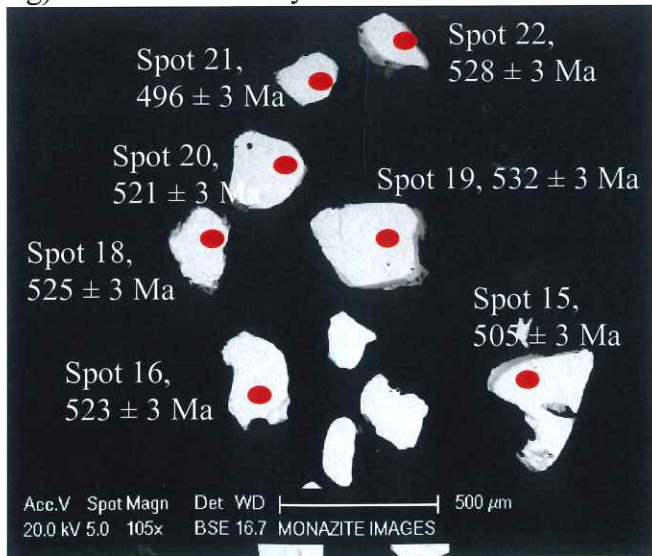 Spot 22,
528 ± 3 Ma
Spot 21,
496 ± 3 Ma
Spot 20,
521 ± 3 Ma
Spot 19, 532 ± 3 Ma
Spot 18,
525 ± 3 Ma
Spot 15,
505 ± 3 Ma
Spot 16,
523 ± 3 Ma
Acc.V Spot Magn Det WD 500 µm
20.0 kV 5.0 105x BSE 16.7 MONAZITE IMAGES